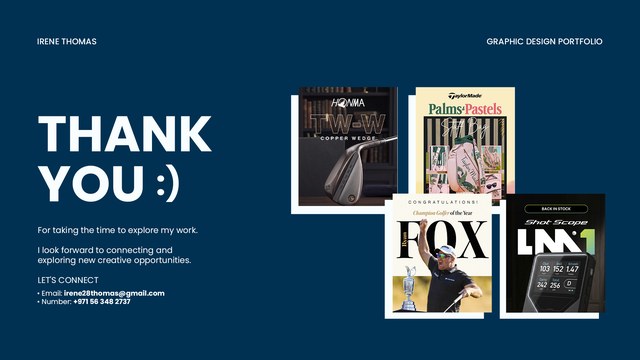 IRENE THOMAS
GRAPHIC DESIGN PORTFOLIO
THANK
YOU :)
For taking the time to explore my work.
I look forward to connecting and
exploring new creative opportunities.
LET'S CONNECT
• Email: irene28thomas@gmail.com
• Number: +971 56 348 2737
HONMA
TW-W
COPPER WEDGE
TaylorMade
Palms&Pastels
CONGRATULATIONS!
Champion Golfer of the Year
Ryan
FOX
BACK IN STOCK
Shot Scope
LM1
103 152 1.47
242 256